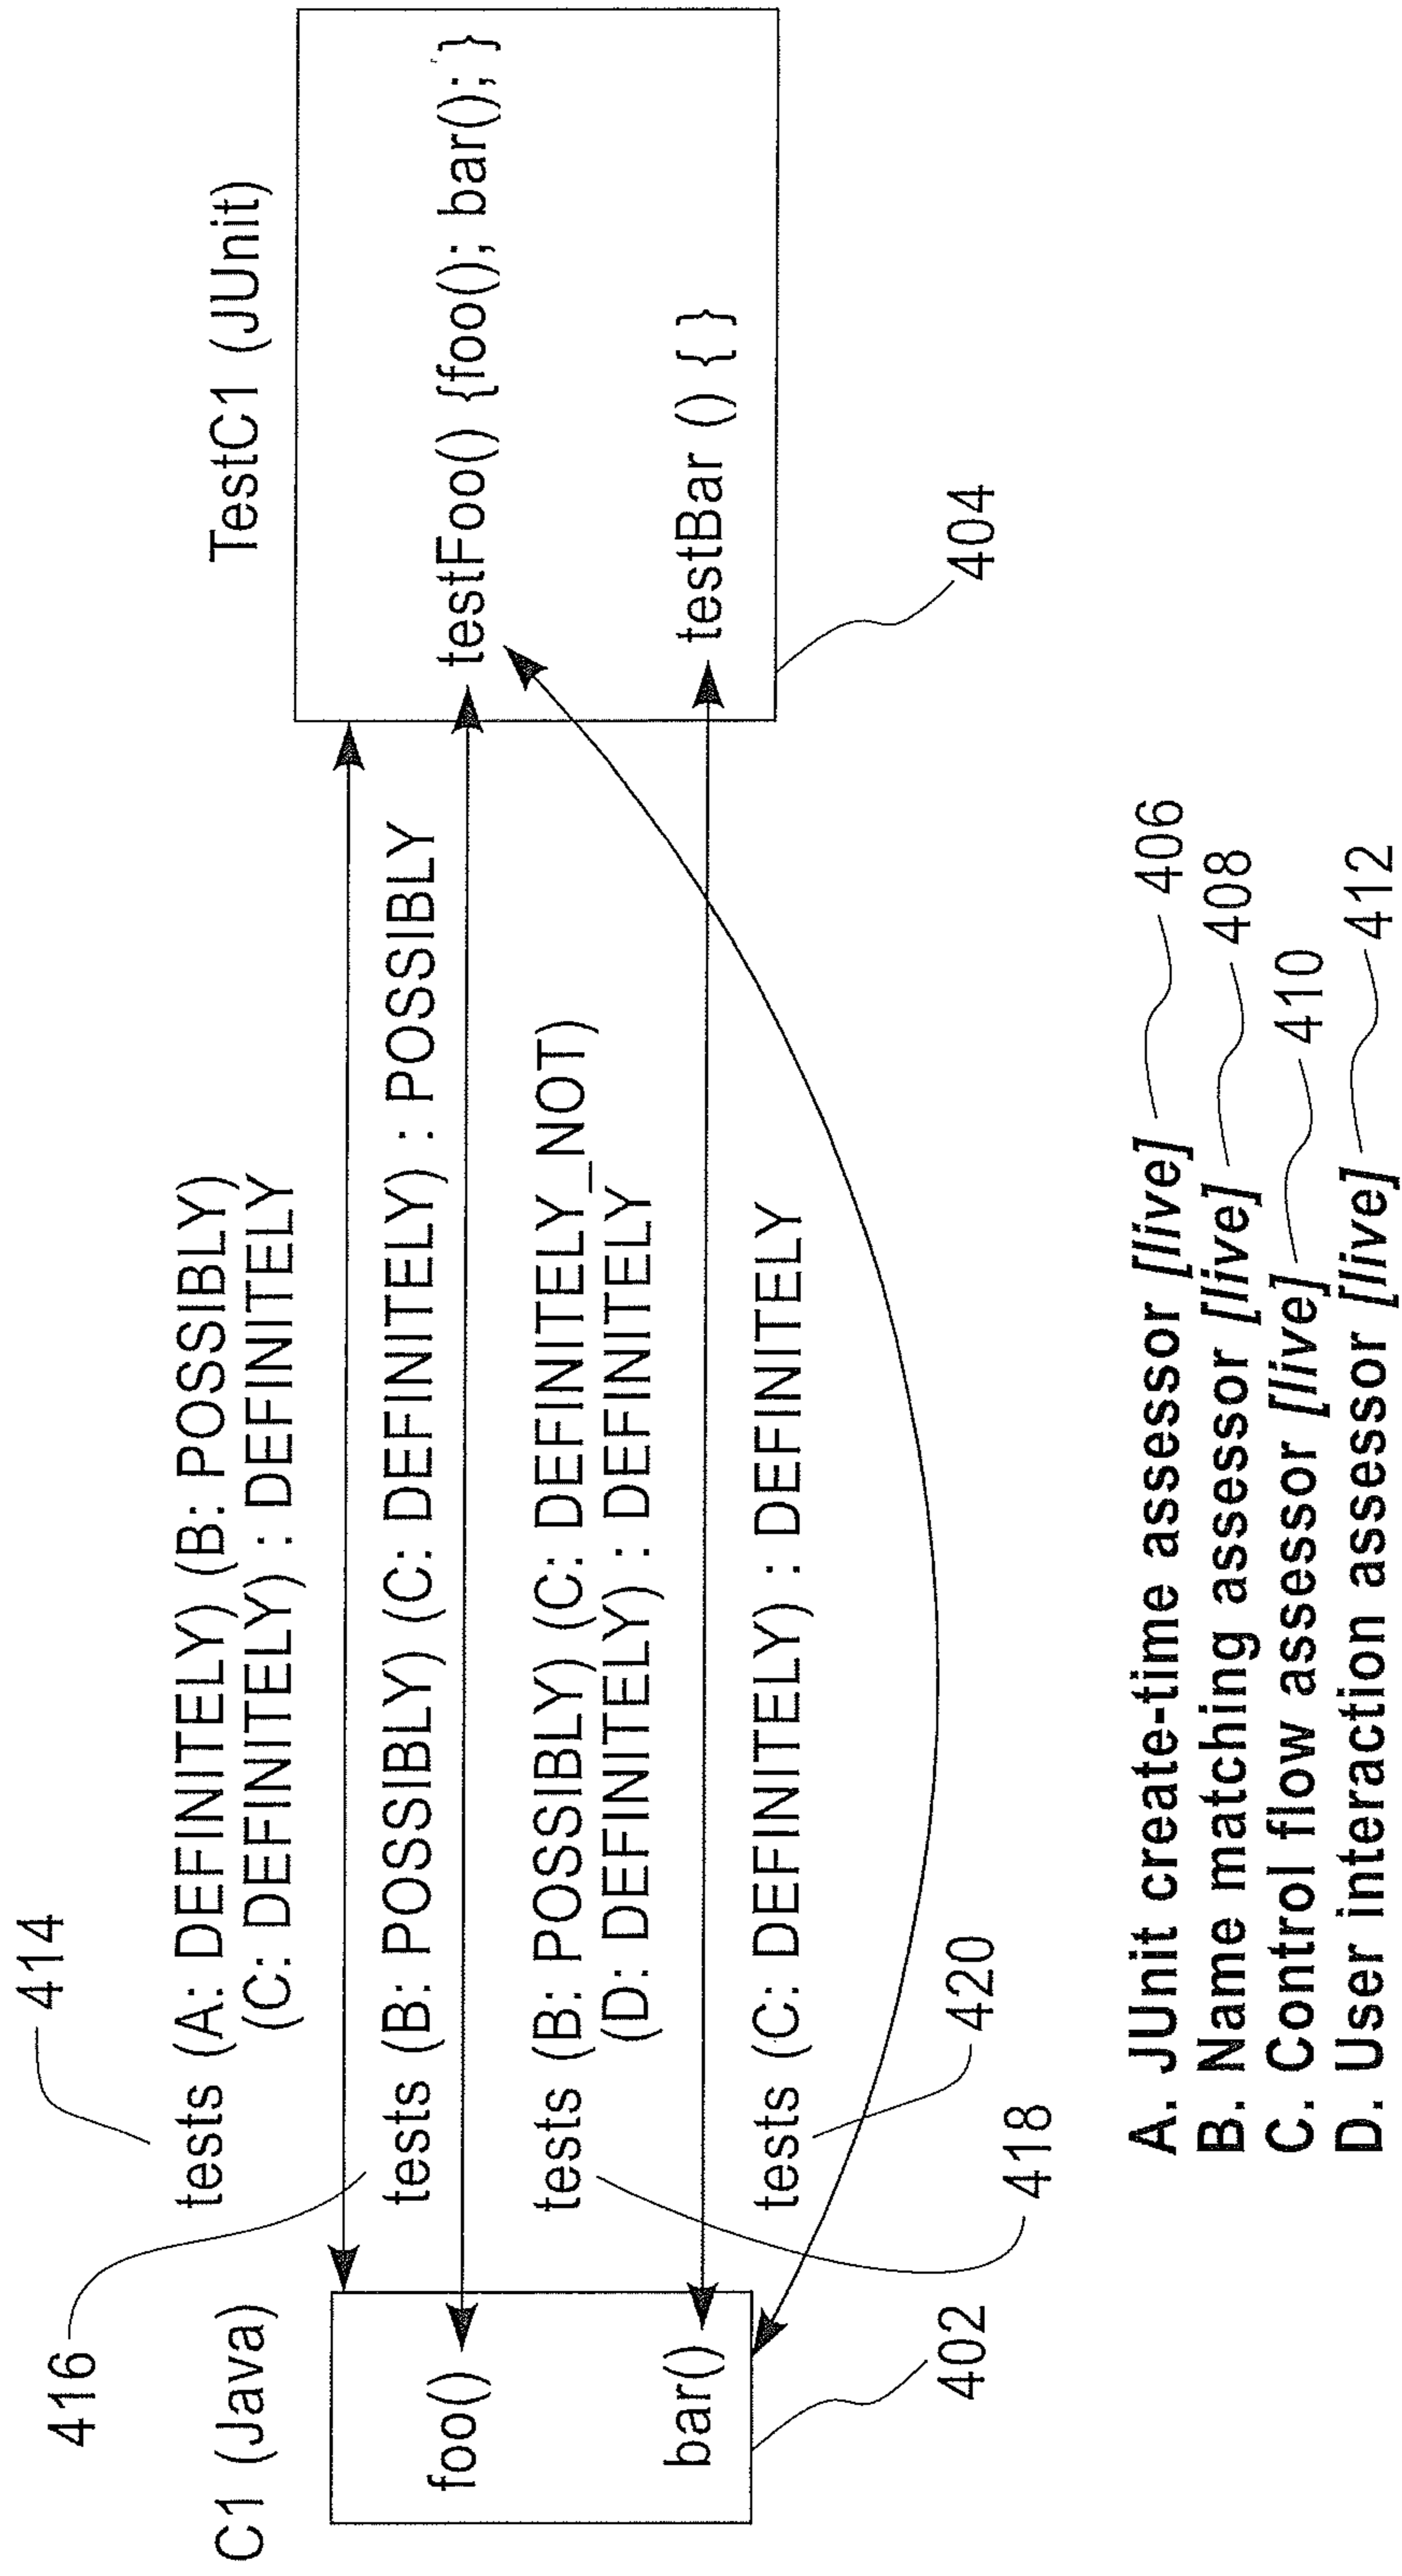 414
tests (A: DEFINITELY) (B: POSSIBLY)
(C: DEFINITELY) : DEFINITELY
C1 (Java)
TestC1 (JUnit)
416
tests (B: POSSIBLY) (C: DEFINITELY) : POSSIBLY
foo()
testFoo() {foo(); bar(); }
tests (B: POSSIBLY) (C: DEFINITELY_NOT)
(D: DEFINITELY) : DEFINITELY
bar()
testBar () { }
tests (C: DEFINITELY) : DEFINITELY
402
418
420
404
A. JUnit create-time assessor [live]
406
B. Name matching assessor [live]
408
C. Control flow assessor [live]
410
D. User interaction assessor [live]
412